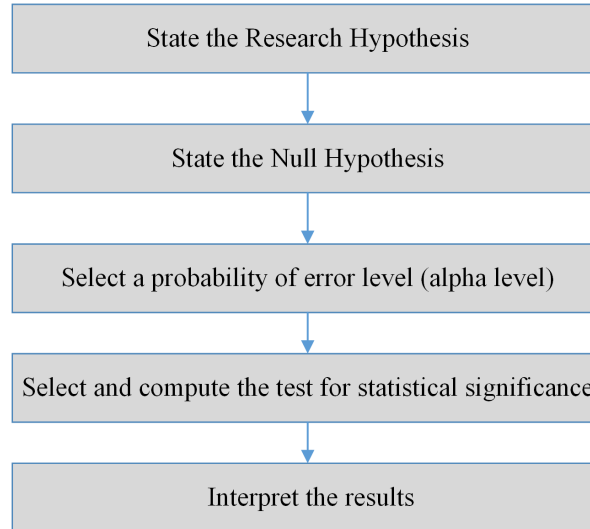 State the Research Hypothesis
State the Null Hypothesis
Select a probability of error level (alpha level)
Select and compute the test for statistical significance
Interpret the results